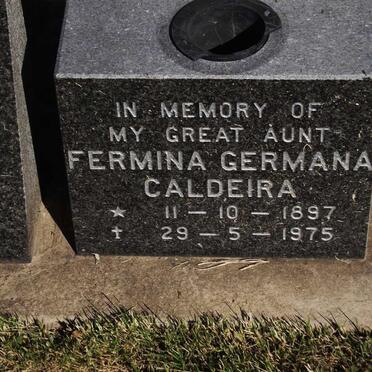 IN MEMORY OF
MY GREAT AUNT
FERMINA GERMANA
CALDEIRA
★ 11 - 10 - 1897
✝ 29 - 5 - 1975